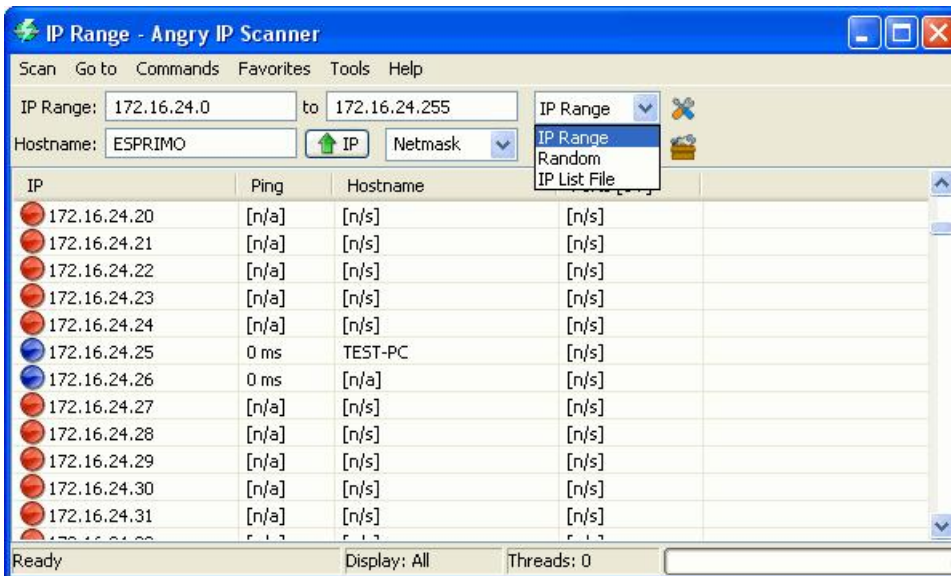 IP Range - Angry IP Scanner
Scan Go to Commands Favorites Tools Help
IP Range: 172.16.24.0 to 172.16.24.255 IP Range
Hostname: ESPRIMO IP Netmask
IP Range
Random
IP List File
IP Ping Hostname
172.16.24.20 [n/a] [n/s] [n/s]
172.16.24.21 [n/a] [n/s] [n/s]
172.16.24.22 [n/a] [n/s] [n/s]
172.16.24.23 [n/a] [n/s] [n/s]
172.16.24.24 [n/a] [n/s] [n/s]
172.16.24.25 0 ms TEST-PC [n/s]
172.16.24.26 0 ms [n/a] [n/s]
172.16.24.27 [n/a] [n/s] [n/s]
172.16.24.28 [n/a] [n/s] [n/s]
172.16.24.29 [n/a] [n/s] [n/s]
172.16.24.30 [n/a] [n/s] [n/s]
172.16.24.31 [n/a] [n/s] [n/s]
Ready Display: All Threads: 0